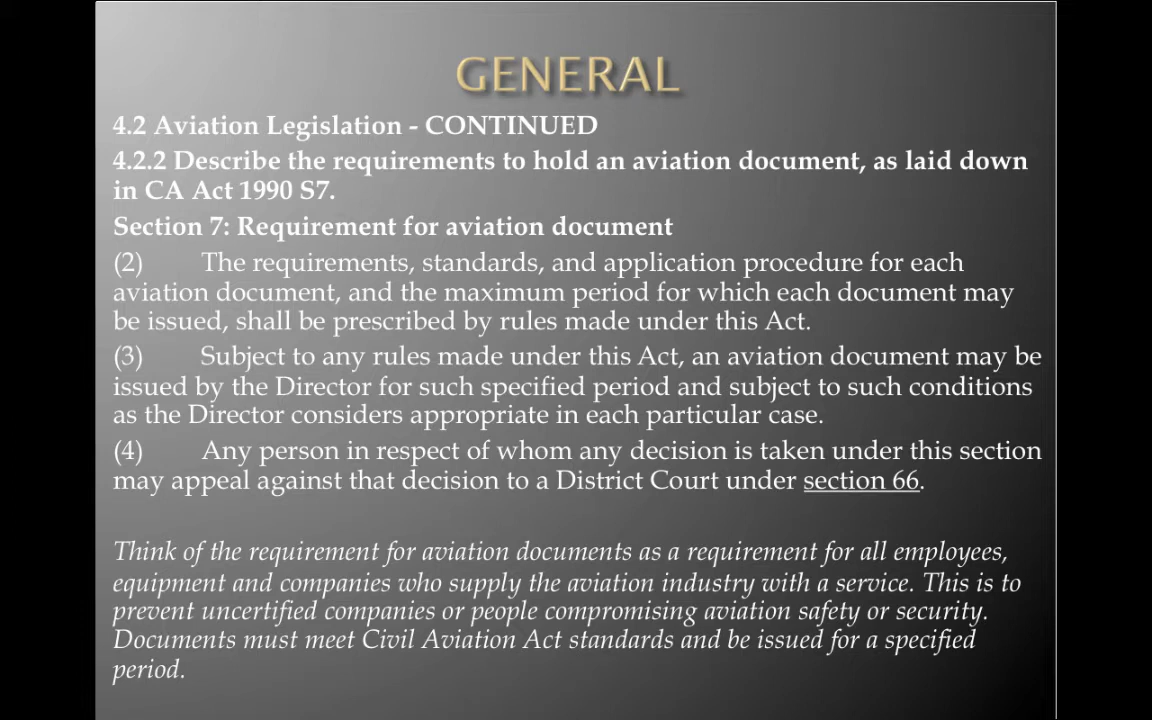 GENERAL
4.2 Aviation Legislation - CONTINUED
4.2.2 Describe the requirements to hold an aviation document, as laid down
in CA Act 1990 S7.
Section 7: Requirement for aviation document
(2) The requirements, standards, and application procedure for each
aviation document, and the maximum period for which each document may
be issued, shall be prescribed by rules made under this Act.
(3) Subject to any rules made under this Act, an aviation document may be
issued by the Director for such specified period and subject to such conditions
as the Director considers appropriate in each particular case.
(4) Any person in respect of whom any decision is taken under this section
may appeal against that decision to a District Court under section 66.
Think of the requirement for aviation documents as a requirement for all employees,
equipment and companies who supply the aviation industry with a service. This is to
prevent uncertified companies or people compromising aviation safety or security.
Documents must meet Civil Aviation Act standards and be issued for a specified
period.